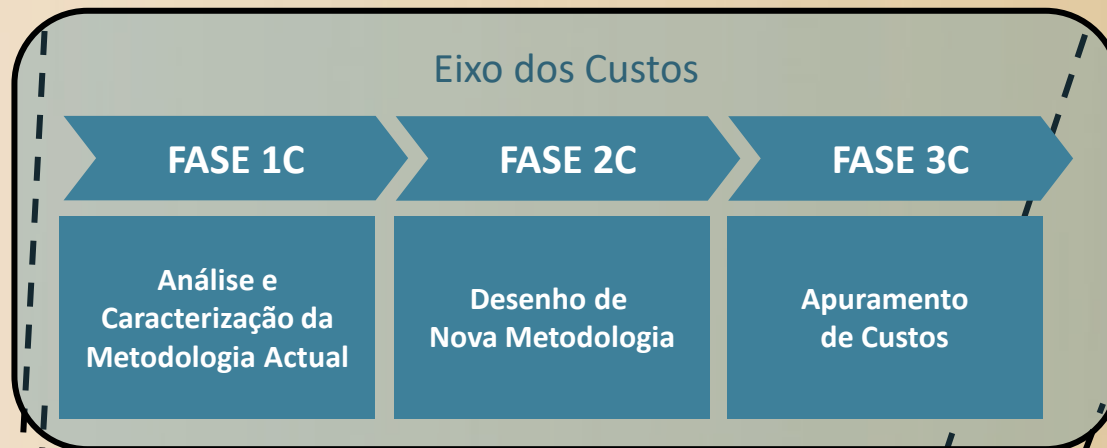 Eixo dos Custos
FASE 1C
FASE 2C
FASE 3C
Análise e
Caracterização da
Metodologia Actual
Desenho de
Nova Metodologia
Apuramento
de Custos